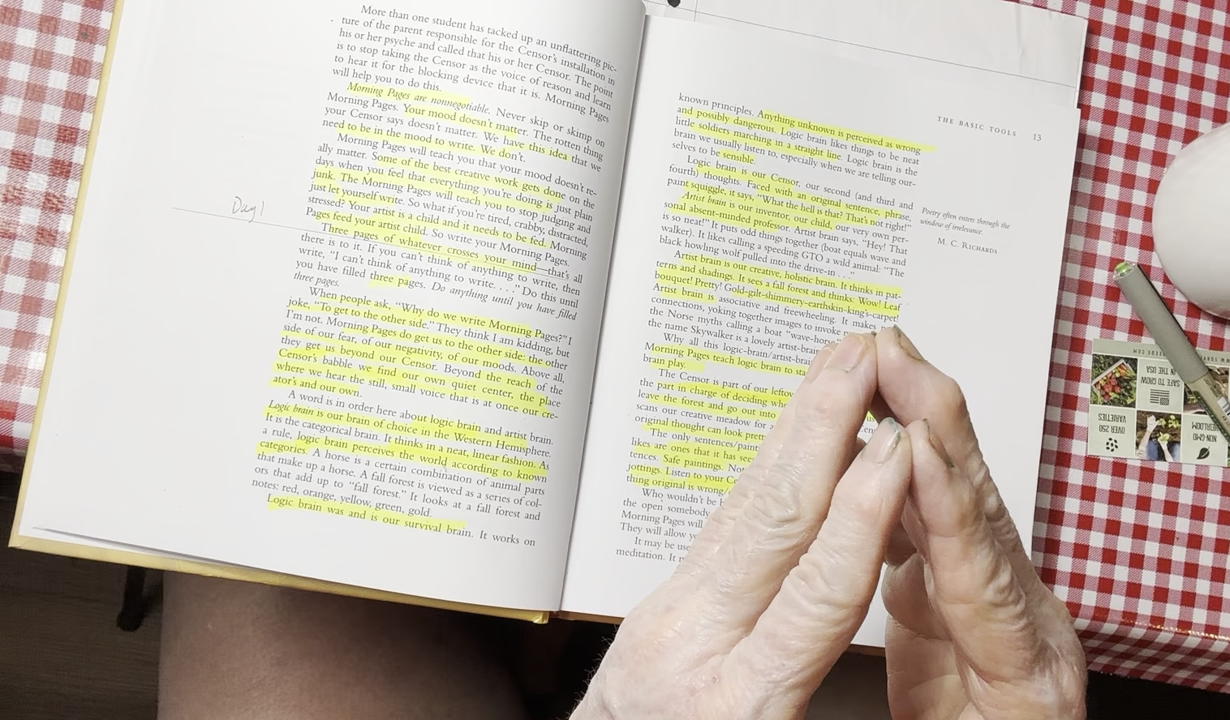 More than one student has tacked up an unflattering pic-
ture of the parent responsible for the Censor's installation in
his or her psyche and called that his or her Censor. The point
is to stop taking the Censor as the voice of reason and learn
to hear it for the blocking device that it is. Morning Pages
will help you to do this.
Morning Pages are nonnegotiable. Never skip or skimp on
Morning Pages. Your mood doesn't matter. The rotten thing
your Censor says doesn't matter. We have this idea that we
need to be in the mood to write. We don't.
Morning Pages will teach you that your mood doesn't re-
ally matter. Some of the best creative work gets done on the
days when you feel that everything you're doing is just plain
junk. The Morning Pages will teach you to stop judging and
just let yourself write. So what if you're tired, crabby, distracted,
stressed? Your artist is a child and it needs to be fed. Morning
Pages feed your artist child. So write your Morning Pages.
Three pages of whatever crosses your mind—that's all
there is to it. If you can't think of anything to write, then
write, "I can't think of anything to write. . . ." Do this until
you have filled three pages. Do anything until you have filled
three pages.
When people ask, "Why do we write Morning Pages?" I
joke, "To get to the other side." They think I am kidding, but
I'm not. Morning Pages do get us to the other side: the other
side of our fear, of our negativity, of our moods. Above all,
they get us beyond our Censor. Beyond the reach of the
Censor's babble we find our own quiet center, the place
where we hear the still, small voice that is at once our cre-
ator's and our own.
A word is in order here about logic brain and artist brain.
Logic brain is our brain of choice in the Western Hemisphere.
It is the categorical brain. It thinks in a neat, linear fashion. As
a rule, logic brain perceives the world according to known
categories. A horse is a certain combination of animal parts
that make up a horse. A fall forest is viewed as a series of col-
ors that add up to "fall forest." It looks at a fall forest and
notes: red, orange, yellow, green, gold.
Logic brain was and is our survival brain. It works on
Day 1
THE BASIC TOOLS 13
known principles. Anything unknown is perceived as wrong
and possibly dangerous. Logic brain likes things to be neat
little soldiers marching in a straight line. Logic brain is the
brain we usually listen to, especially when we are telling our-
selves to be sensible.
Logic brain is our Censor, our second (and third and
fourth) thoughts. Faced with an original sentence, phrase,
paint squiggle, it says, "What the hell is that? That's not right!"
Artist brain is our inventor, our child, our very own per-
sonal absent-minded professor. Artist brain says, "Hey! That
is so neat!" It puts odd things together (boat equals wave and
walker). It likes calling a speeding GTO a wild animal: "The
black howling wolf pulled into the drive-in . . ."
Artist brain is our creative, holistic brain. It thinks in pat-
terns and shadings. It sees a fall forest and thinks: Wow! Leaf
bouquet! Pretty! Gold-gilt-shimmery-earthskin-king's-carpet!
Artist brain is associative and freewheeling. It makes
connections, yoking together images to invoke
the Norse myths calling a boat "wave-
the name Skywalker is a lovely artist-
Why all this logic-brain/artist-
Morning Pages teach logic brain to
brain play.
The Censor is part of our
the part in charge of deciding
leave the forest and go out into
scans our creative meadow for
original thought can look
The only sentences/
likes are ones that it has
tences. Safe paintings.
jottings. Listen to your
thing original is wrong
Who wouldn't be
the open somebody
Morning Pages will
They will allow
It may be
meditation. It
Poetry often enters through the
window of irrelevance.
M. C. RICHARDS
SAFE TO GROW
IN THE USA
OVER 250
VARIETIES
NON-GMO
HEIRLOOM